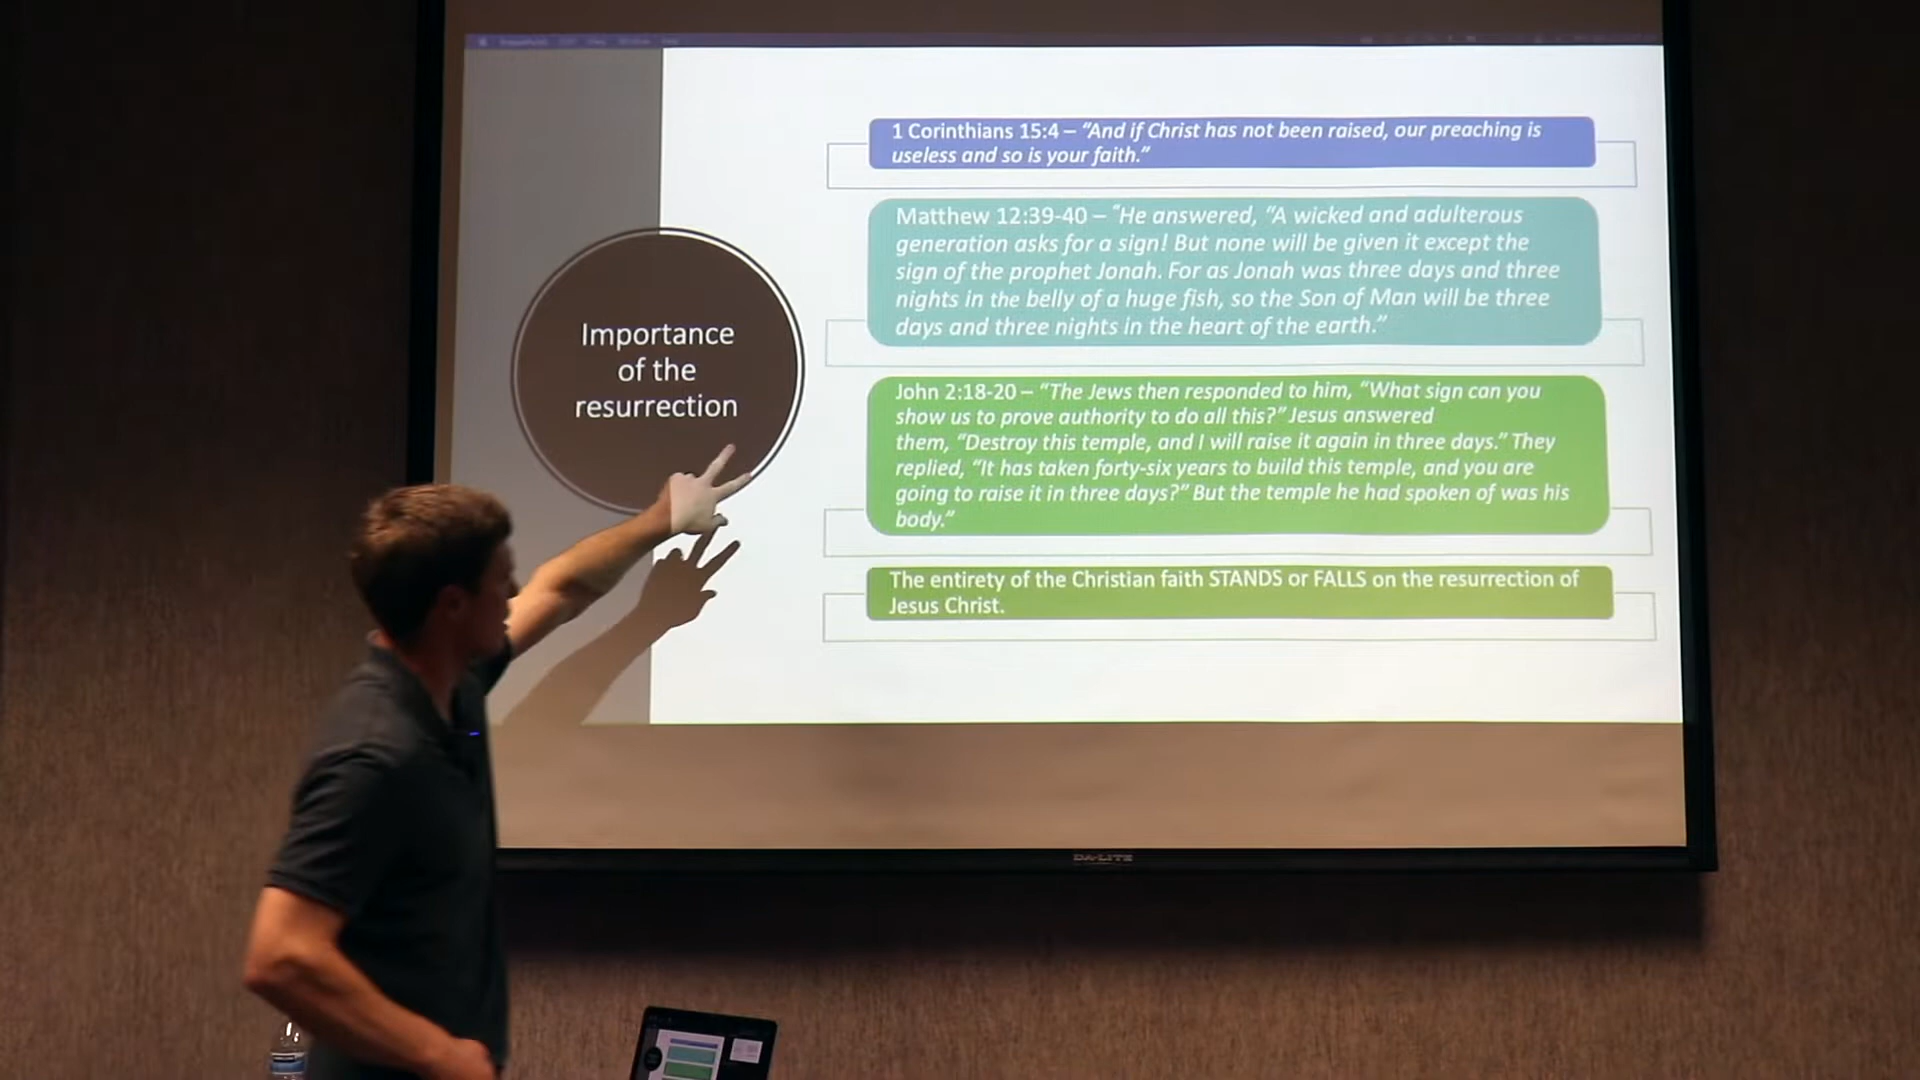 Importance
of the
resurrection
1 Corinthians 15:4 – “And if Christ has not been raised, our preaching is
useless and so is your faith.”
Matthew 12:39-40 – “He answered, “A wicked and adulterous
generation asks for a sign! But none will be given it except the
sign of the prophet Jonah. For as Jonah was three days and three
nights in the belly of a huge fish, so the Son of Man will be three
days and three nights in the heart of the earth.”
John 2:18-20 – “The Jews then responded to him, “What sign can you
show us to prove authority to do all this?” Jesus answered
them, “Destroy this temple, and I will raise it again in three days.” They
replied, “It has taken forty-six years to build this temple, and you are
going to raise it in three days?” But the temple he had spoken of was his
body.”
The entirety of the Christian faith STANDS or FALLS on the resurrection of
Jesus Christ.
DA-LITE